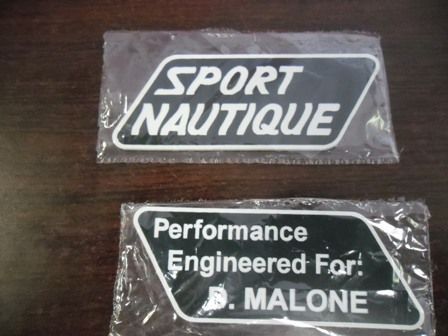 SPORT
NAUTIQUE
Performance
Engineered For:
D. MALONE